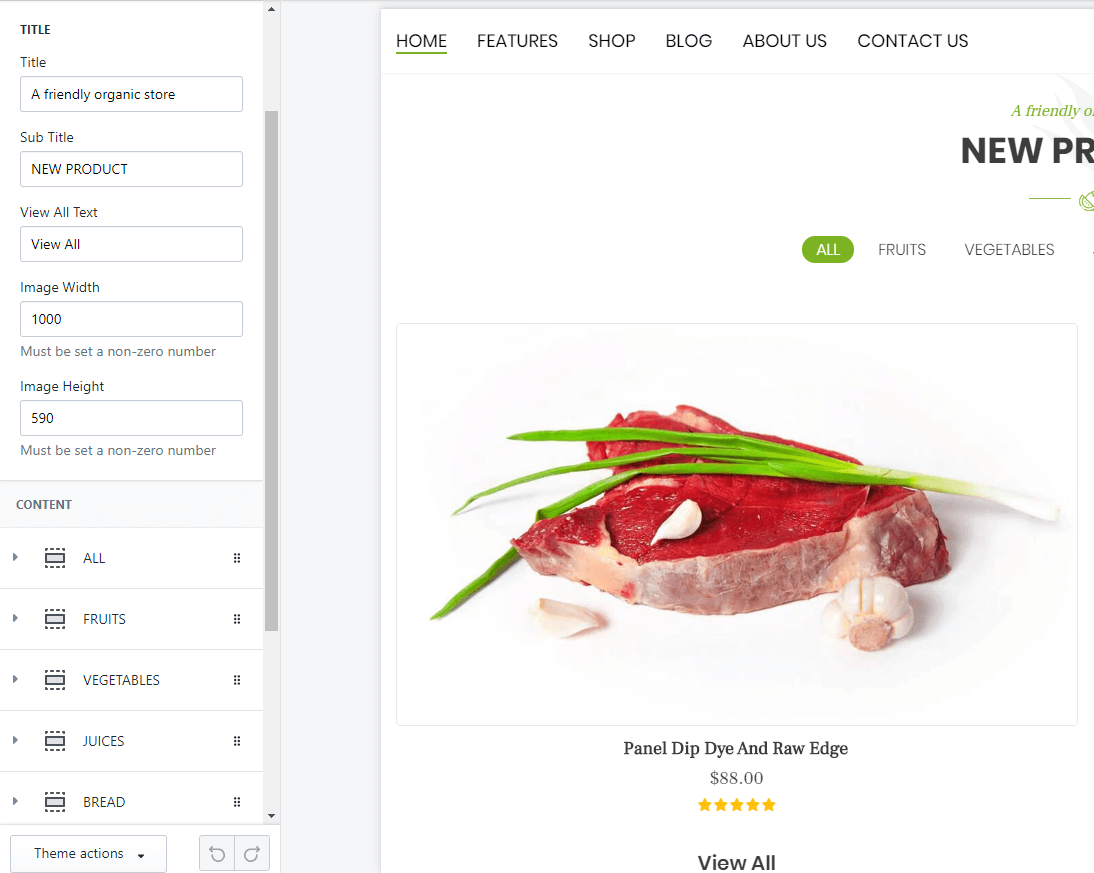 TITLE
Title
A friendly organic store
Sub Title
NEW PRODUCT
View All Text
View All
Image Width
1000
Must be set a non-zero number
Image Height
590
Must be set a non-zero number
CONTENT
ALL
FRUITS
VEGETABLES
JUICES
BREAD
Theme actions
HOME FEATURES SHOP BLOG ABOUT US CONTACT US
A friendly
NEW PR
ALL FRUITS VEGETABLES
Panel Dip Dye And Raw Edge
$88.00
View All